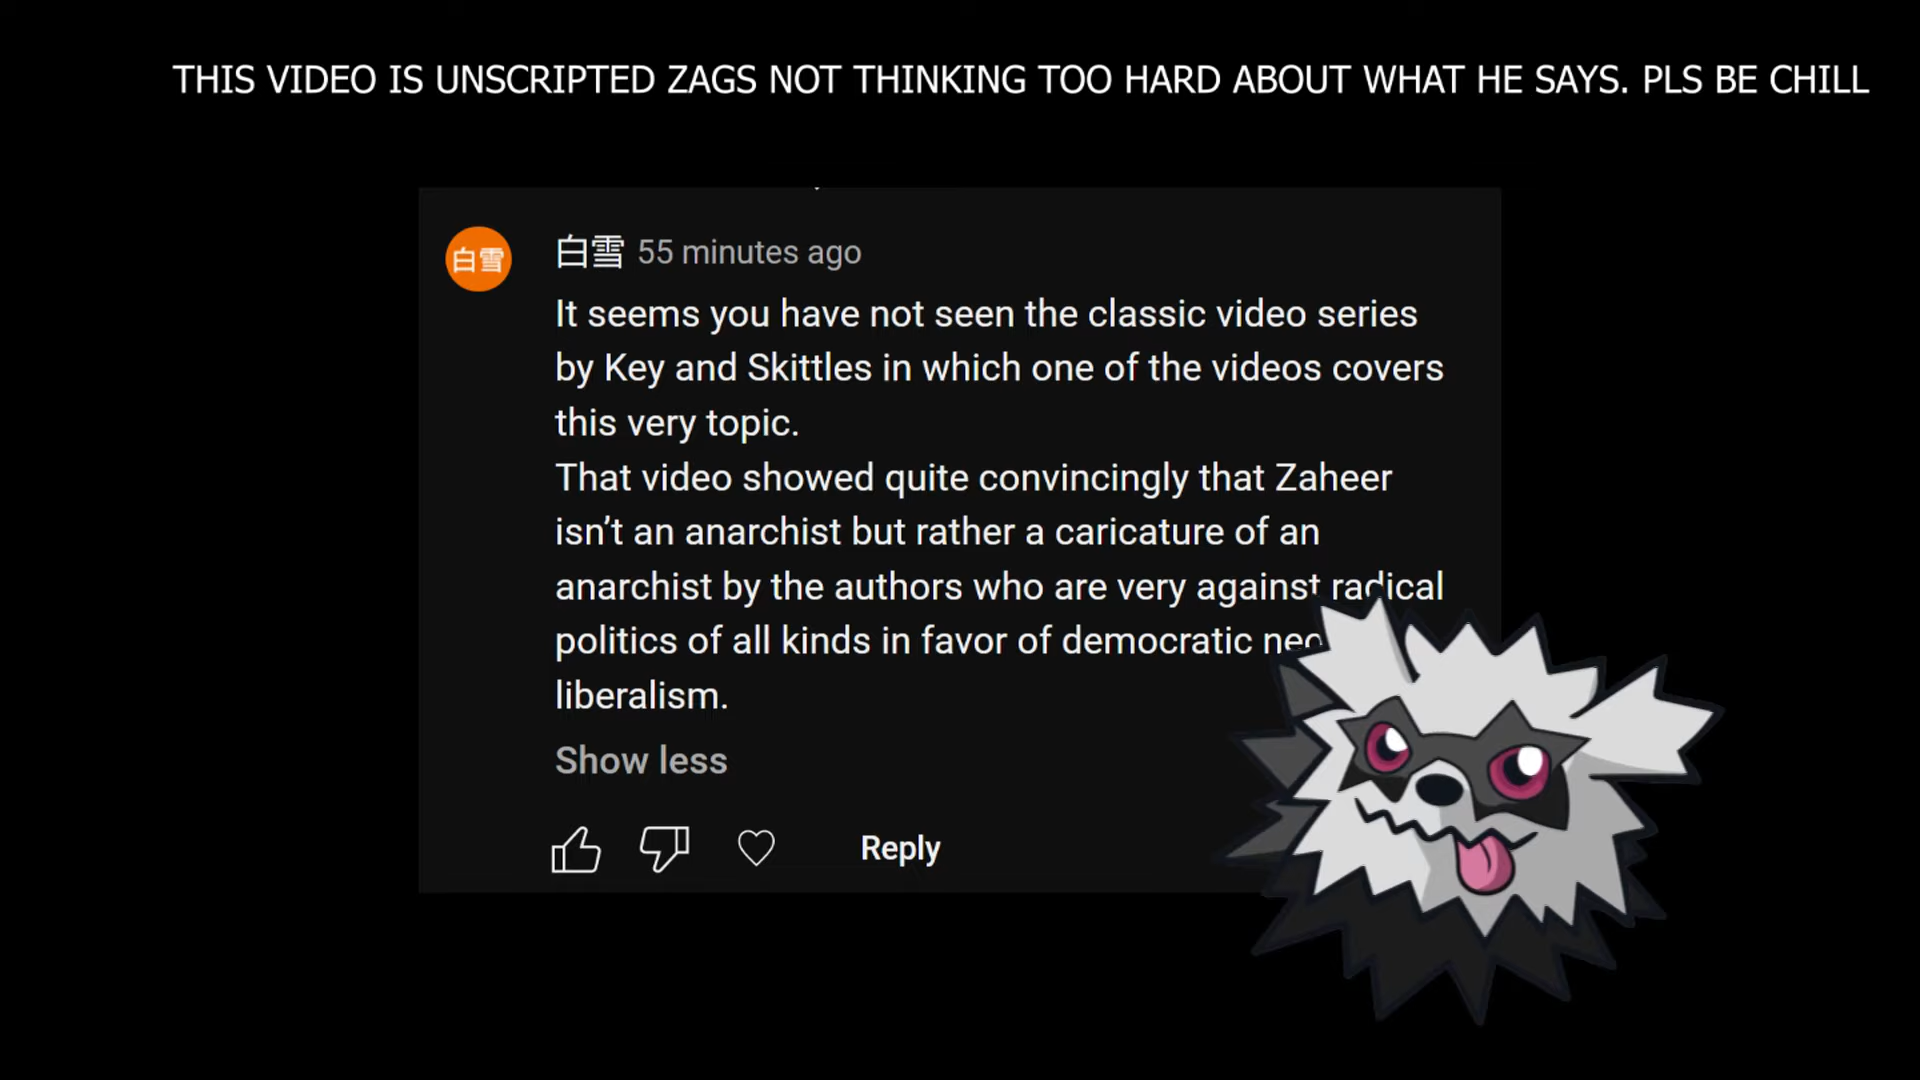 THIS VIDEO IS UNSCRIPTED ZAGS NOT THINKING TOO HARD ABOUT WHAT HE SAYS. PLS BE CHILL
白雪
白雪 55 minutes ago
It seems you have not seen the classic video series
by Key and Skittles in which one of the videos covers
this very topic.
That video showed quite convincingly that Zaheer
isn’t an anarchist but rather a caricature of an
anarchist by the authors who are very against radical
politics of all kinds in favor of democratic
liberalism.
Show less
Reply